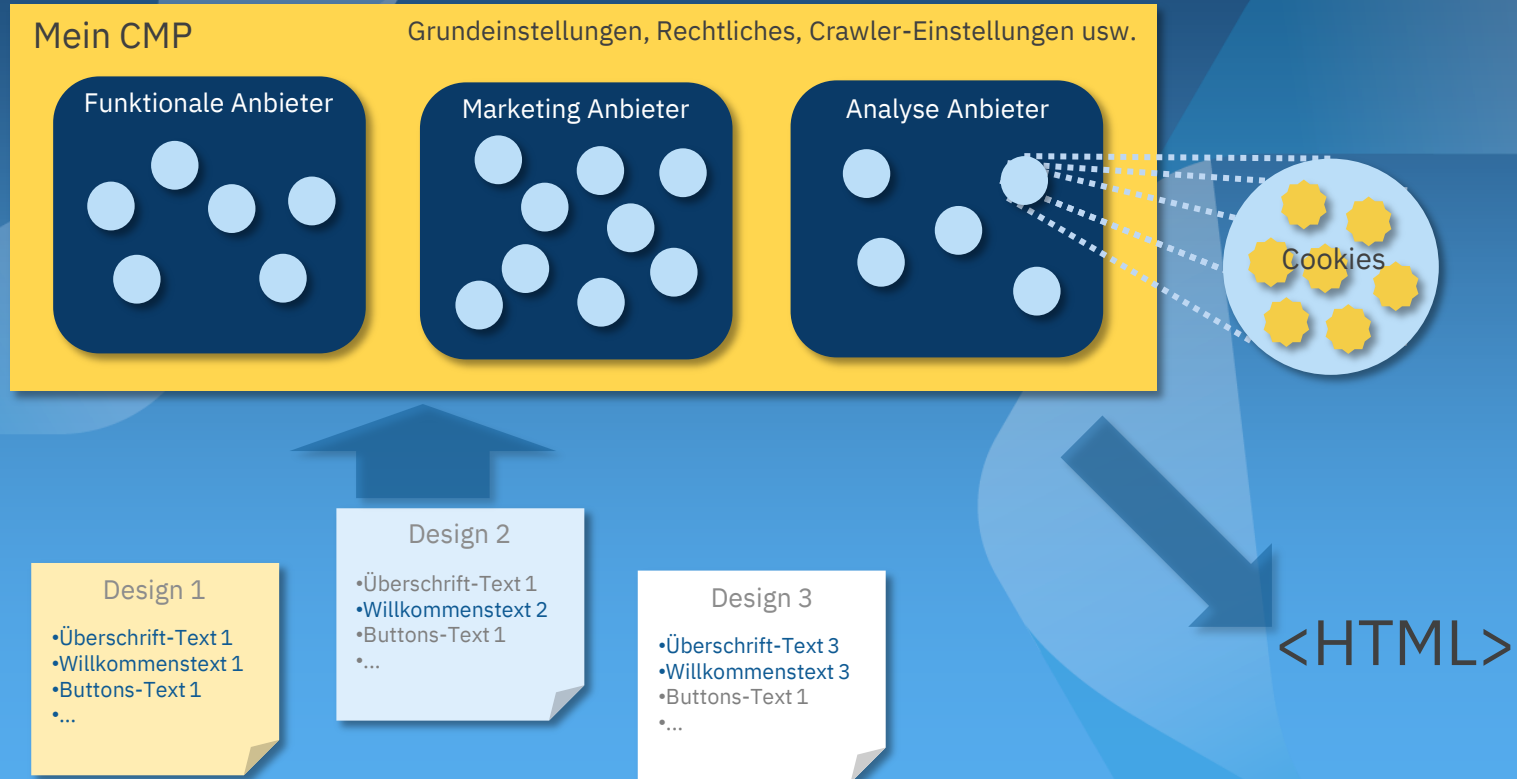 Mein CMP
Grundeinstellungen, Rechtliches, Crawler-Einstellungen usw.
Funktionale Anbieter
Marketing Anbieter
Analyse Anbieter
Cookies
Design 1
•Überschrift-Text 1
•Willkommenstext 1
•Buttons-Text 1
•...
Design 2
•Überschrift-Text 1
•Willkommenstext 2
•Buttons-Text 1
•...
Design 3
•Überschrift-Text 3
•Willkommenstext 3
•Buttons-Text 1
•...
<HTML>